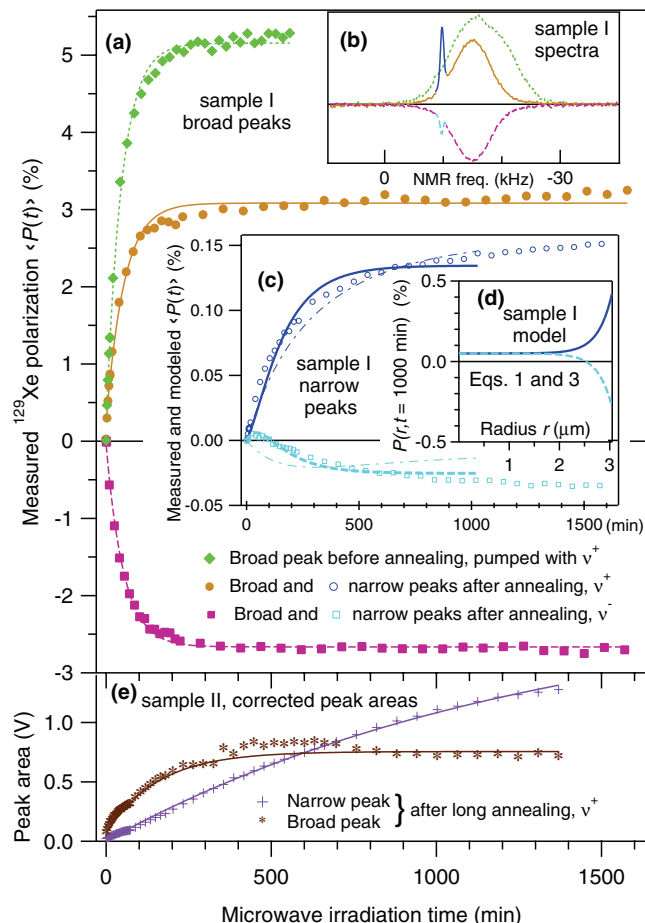 (a)
sample I
broad peaks
(b)
sample I
spectra
0
-30
NMR freq. (kHz)
5
4
3
2
1
0
-1
-2
-3
Measured ¹²⁹Xe polarization ‹P(t)› (%)
(c)
sample I
narrow
peaks
0.15
0.10
0.05
0.00
-0.05
Measured and modeled ‹P(t)› (%)
0
500
1000
1500
(min)
(d)
sample I
model
Eqs. 1 and 3
0.5
0.0
-0.5
P(r,t = 1000 min) (%)
1
2
3
Radius r (μm)
Broad peak before annealing, pumped with ν⁺
Broad and narrow peaks after annealing, ν⁺
Broad and narrow peaks after annealing, ν⁻
(e)
sample II, corrected peak areas
1.0
0.5
0.0
Peak area (V)
Narrow peak
Broad peak
} after long annealing, ν⁺
0
500
1000
1500
Microwave irradiation time (min)